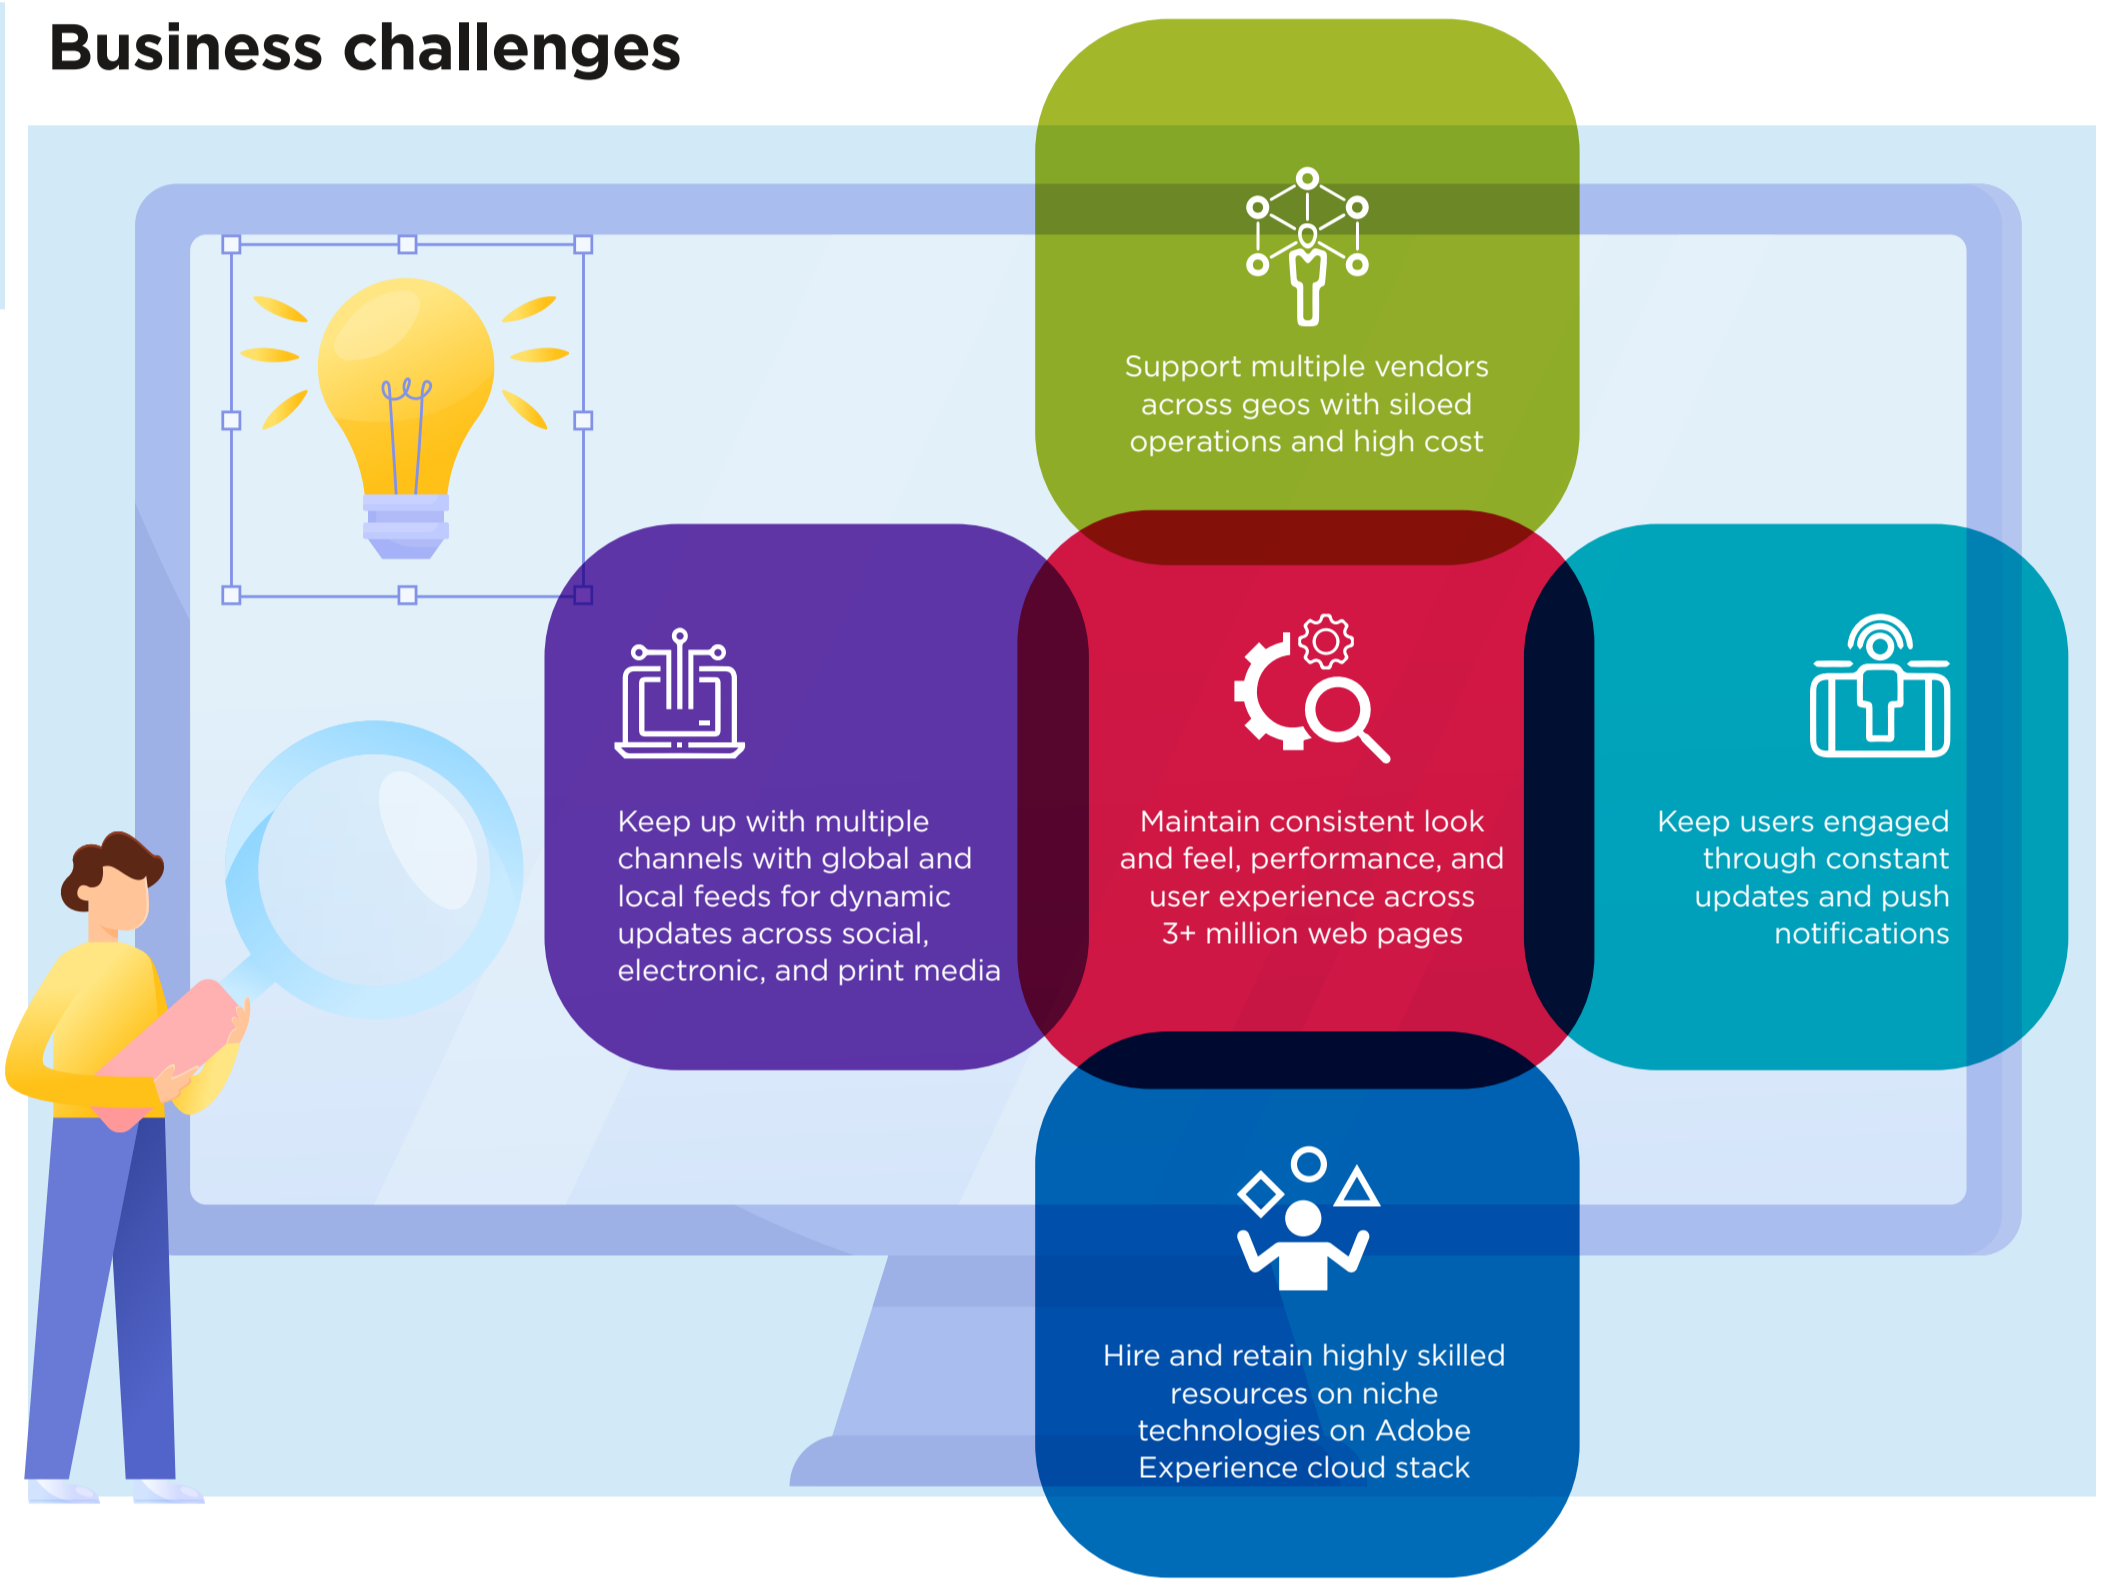 Business challenges
Support multiple vendors
across geos with siloed
operations and high cost
Keep up with multiple
channels with global and
local feeds for dynamic
updates across social,
electronic, and print media
Maintain consistent look
and feel, performance, and
user experience across
3+ million web pages
Keep users engaged
through constant
updates and push
notifications
Hire and retain highly skilled
resources on niche
technologies on Adobe
Experience cloud stack